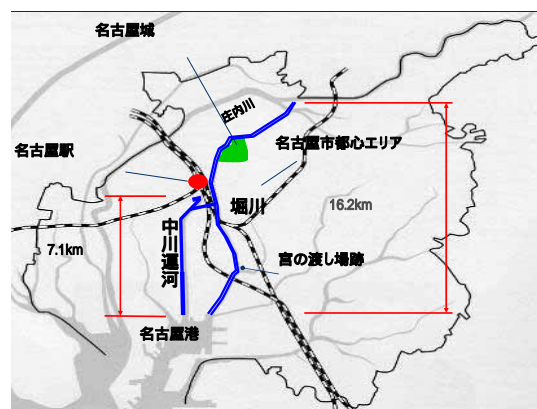 名古屋城
庄内川
名古屋市都心エリア
名古屋駅
堀川
16.2km
中川運河
7.1km
宮の渡し場跡
名古屋港